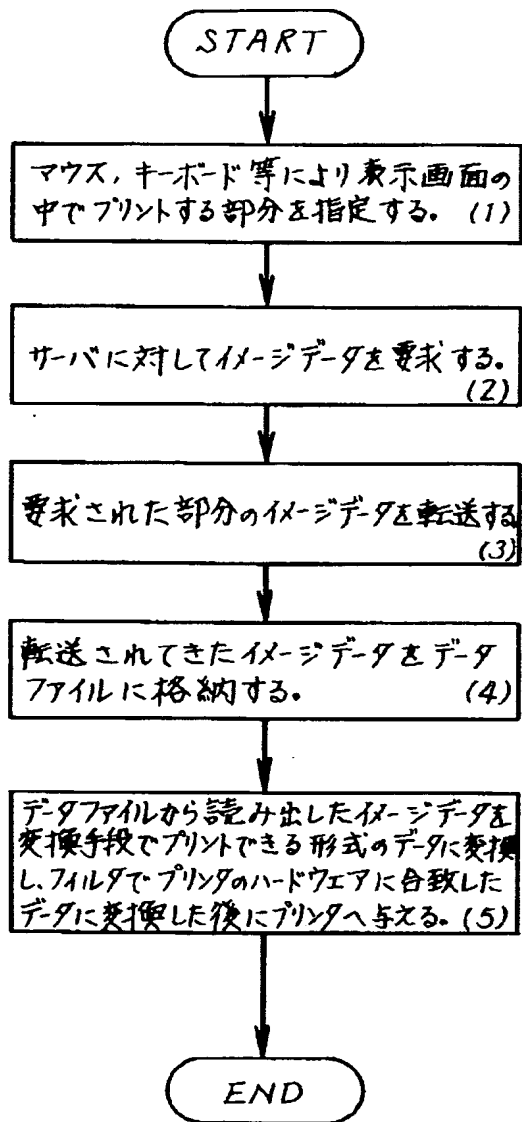 START
マウス,キーボード等により表示画面の
中でプリントする部分を指定する。(1)
サーバに対してイメージデータを要求する。
(2)
要求された部分のイメージデータを転送する
(3)
転送されてきたイメージデータをデータ
ファイルに格納する。(4)
データファイルから読み出したイメージデータを
変換手段でプリントできる形式のデータに変換
し、フィルタでプリンタのハードウェアに合致した
データに変換した後にプリンタへ与える。(5)
END